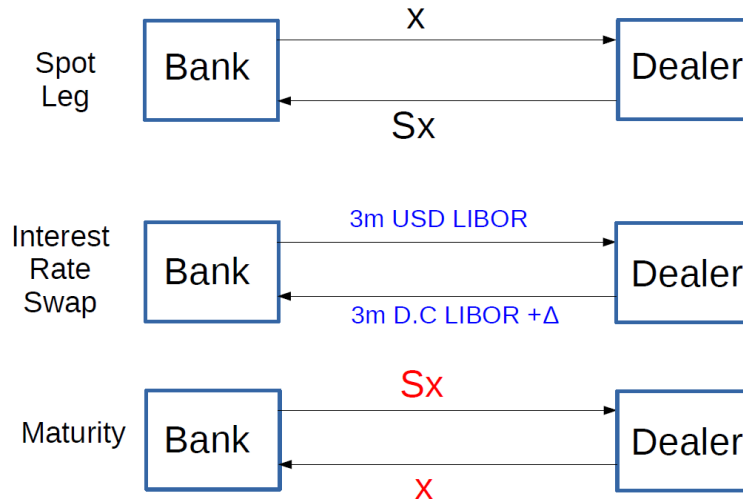 x
Spot
Leg
Bank
Dealer
Sx
3m USD LIBOR
Interest
Rate
Swap
Bank
Dealer
3m D.C LIBOR +Δ
Sx
Maturity
Bank
Dealer
x